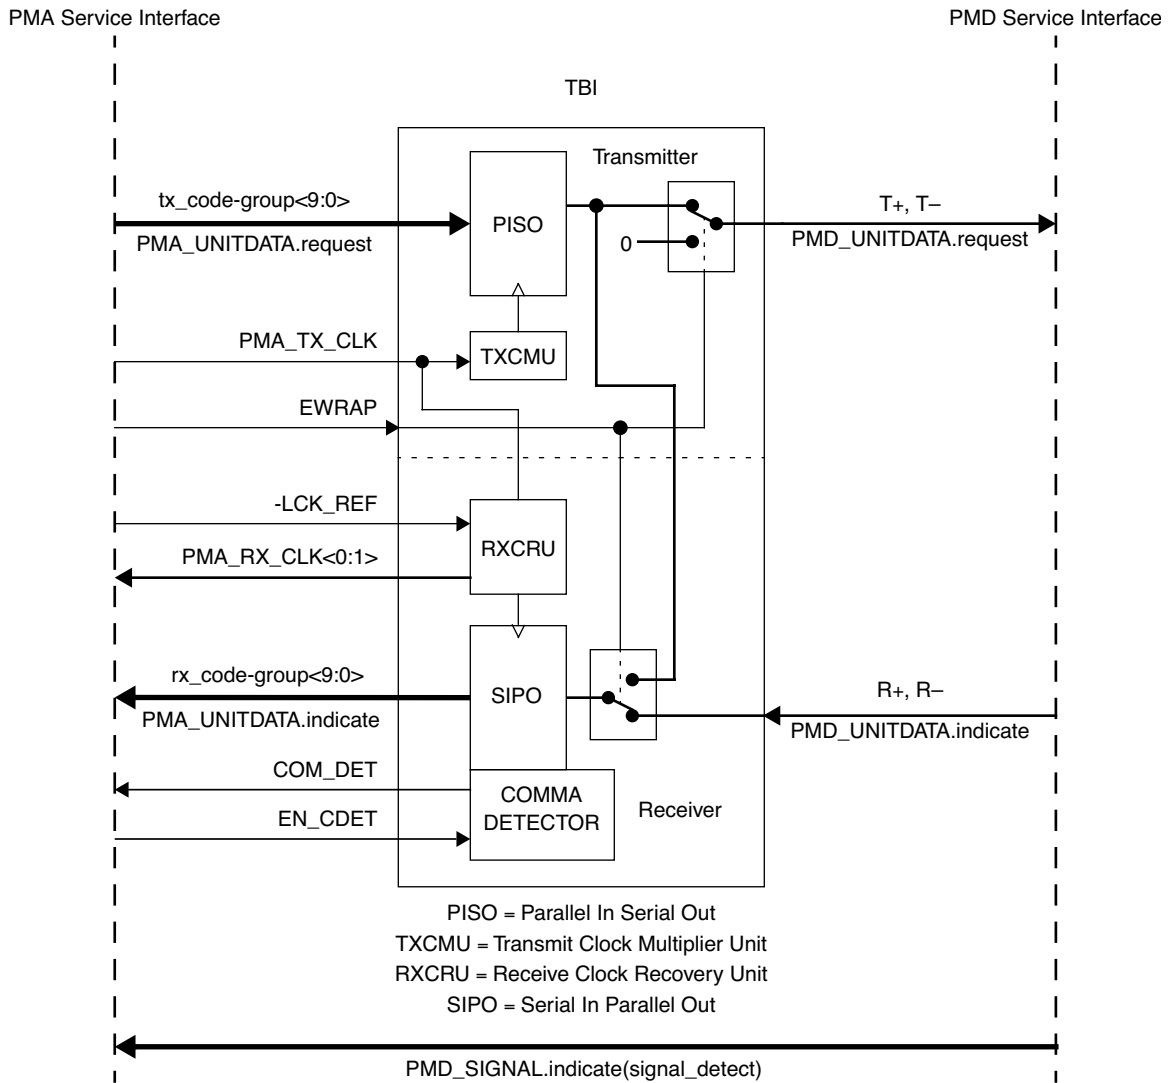 PMA Service Interface
PMD Service Interface
TBI
Transmitter
tx_code-group<9:0>
PMA_UNITDATA.request
PISO
0
T+, T–
PMD_UNITDATA.request
PMA_TX_CLK
TXCMU
EWRAP
-LCK_REF
RXCRU
PMA_RX_CLK<0:1>
rx_code-group<9:0>
PMA_UNITDATA.indicate
SIPO
R+, R–
PMD_UNITDATA.indicate
COM_DET
EN_CDET
COMMA
DETECTOR
Receiver
PISO = Parallel In Serial Out
TXCMU = Transmit Clock Multiplier Unit
RXCRU = Receive Clock Recovery Unit
SIPO = Serial In Parallel Out
PMD_SIGNAL.indicate(signal_detect)